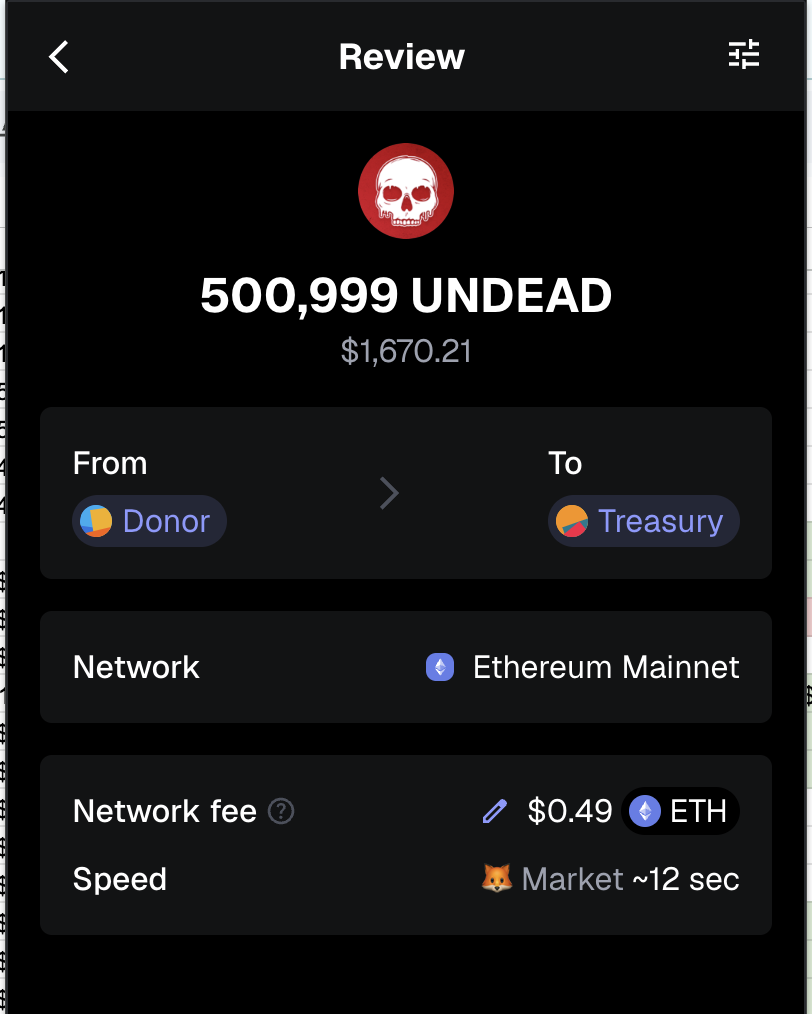 Review
500,999 UNDEAD
$1,670.21
From
To
Donor
Treasury
Network
Ethereum Mainnet
Network fee ?
$0.49 ETH
Speed
Market ~12 sec